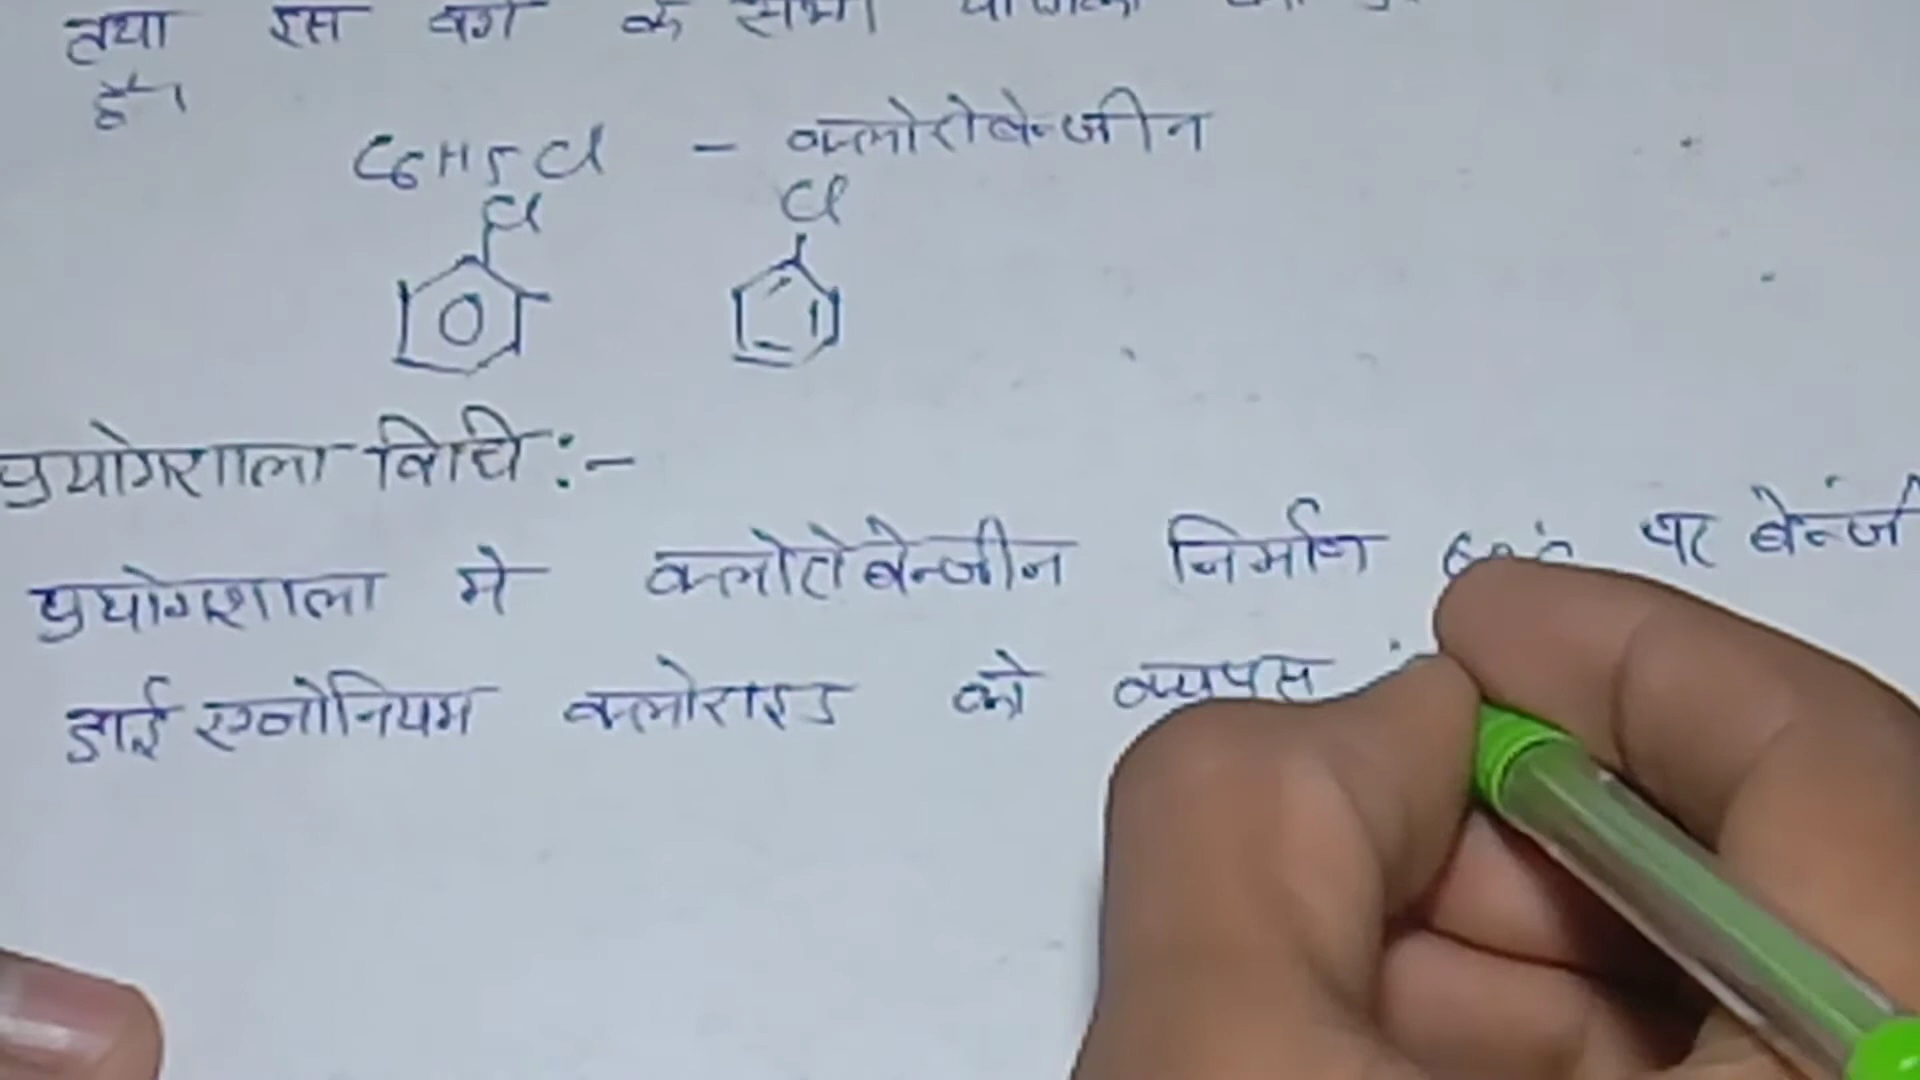 तथा इस वर्ग के सभी
है।
C6H5Cl - क्लोरोबेन्जीन
Cl Cl
प्रयोगशाला विधि :-
प्रयोगशाला मे क्लोरोबेन्जीन निर्माण पर
डाईएजोनियम क्लोराइड को